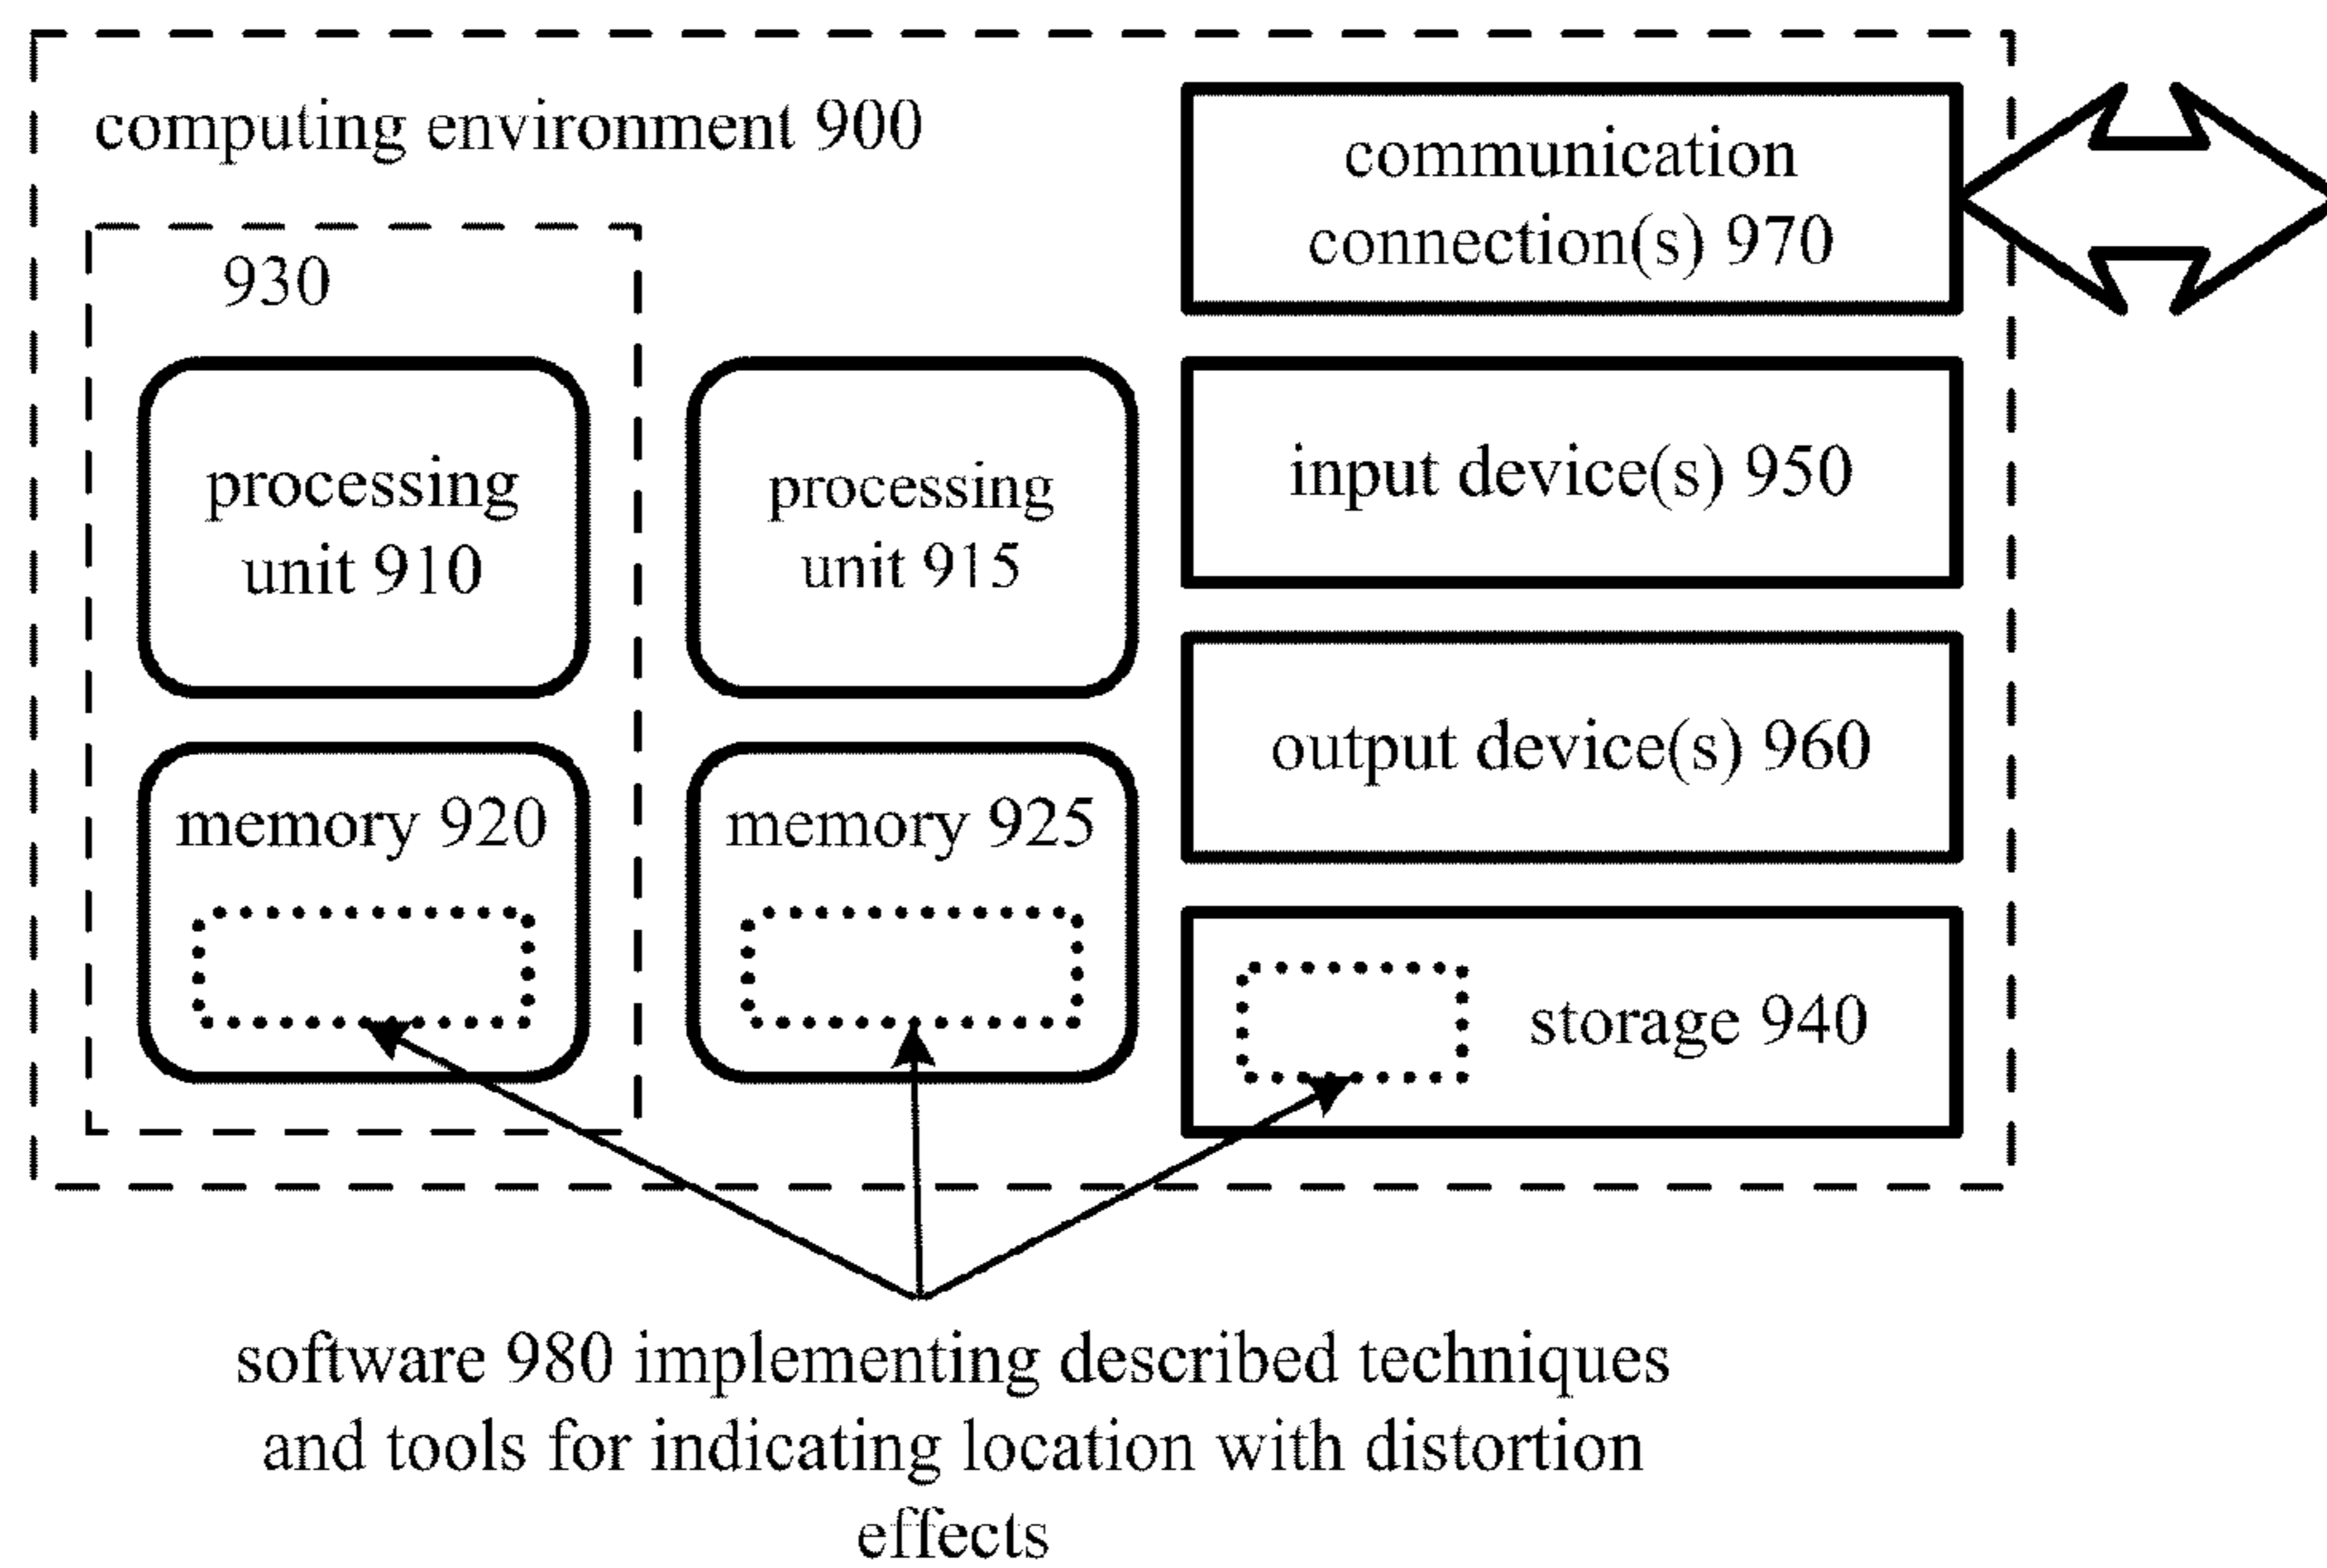 computing environment 900
930
processing
unit 910
memory 920
processing
unit 915
memory 925
communication
connection(s) 970
input device(s) 950
output device(s) 960
storage 940
software 980 implementing described techniques
and tools for indicating location with distortion
effects